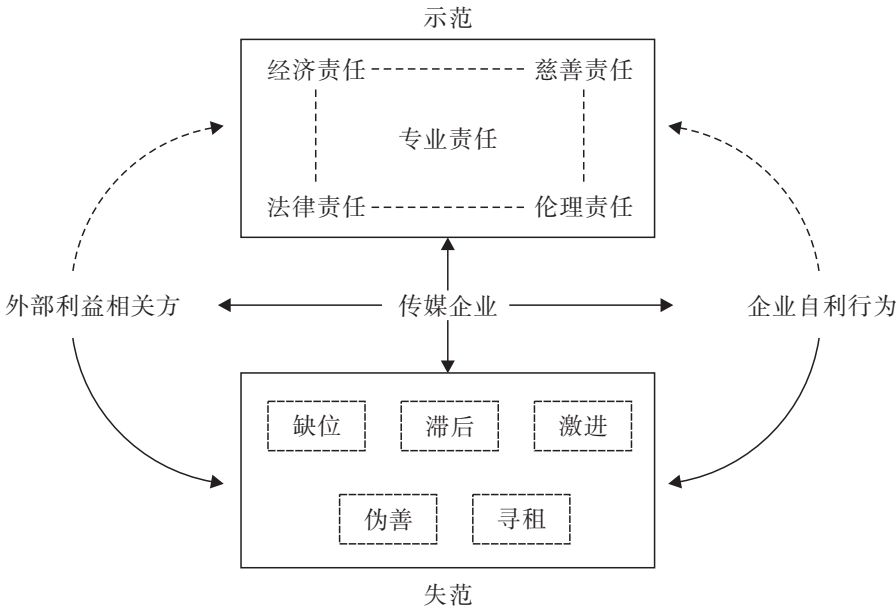 示范
经济责任 慈善责任
专业责任
法律责任 伦理责任
外部利益相关方 传媒企业 企业自利行为
缺位 滞后 激进
伪善 寻租
失范